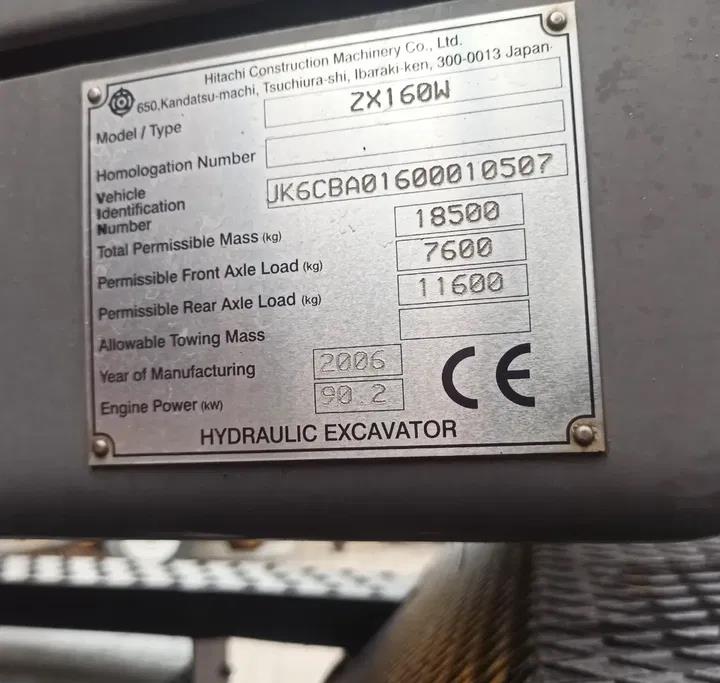 Hitachi Construction Machinery Co., Ltd.
650,Kandatsu-machi, Tsuchiura-shi, Ibaraki-ken, 300-0013 Japan.
Model / Type ZX160W
Homologation Number
Vehicle
Identification
Number
JK6CBA01600010507
Total Permissible Mass (kg) 18500
Permissible Front Axle Load (kg) 7600
Permissible Rear Axle Load (kg) 11600
Allowable Towing Mass
Year of Manufacturing 2006
Engine Power (kW) 90.2
CE
HYDRAULIC EXCAVATOR